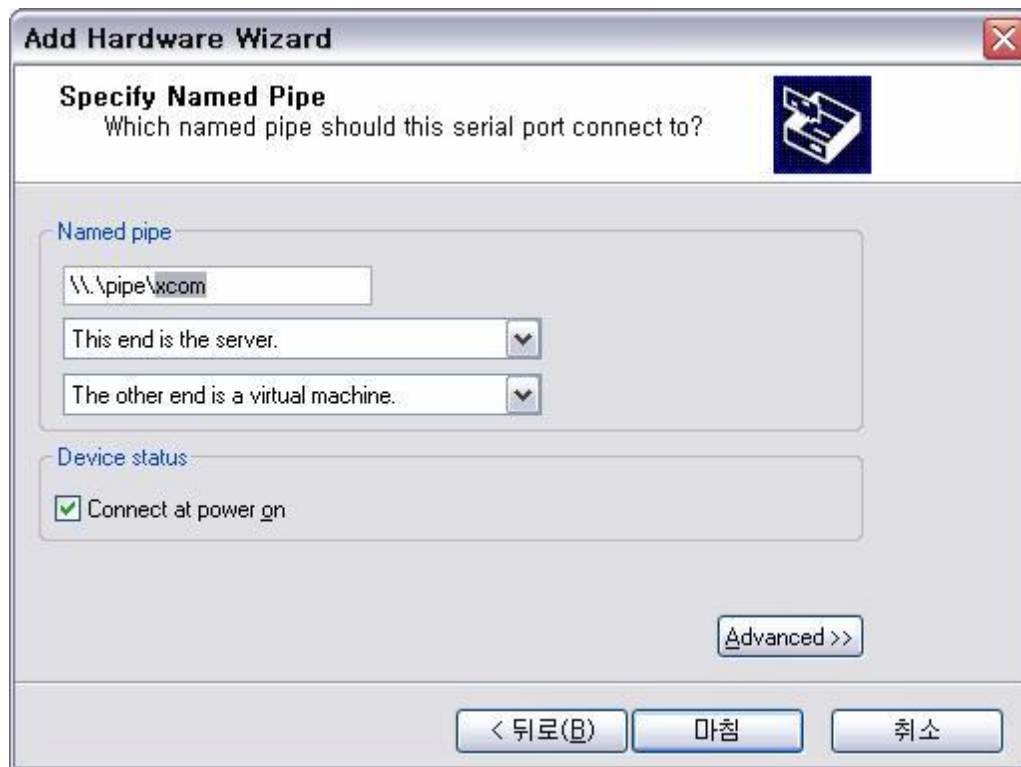 Add Hardware Wizard
Specify Named Pipe
Which named pipe should this serial port connect to?
Named pipe
\\.\pipe\xcom
This end is the server.
The other end is a virtual machine.
Device status
Connect at power on
Advanced >>
< 뒤로(B) 마침 취소